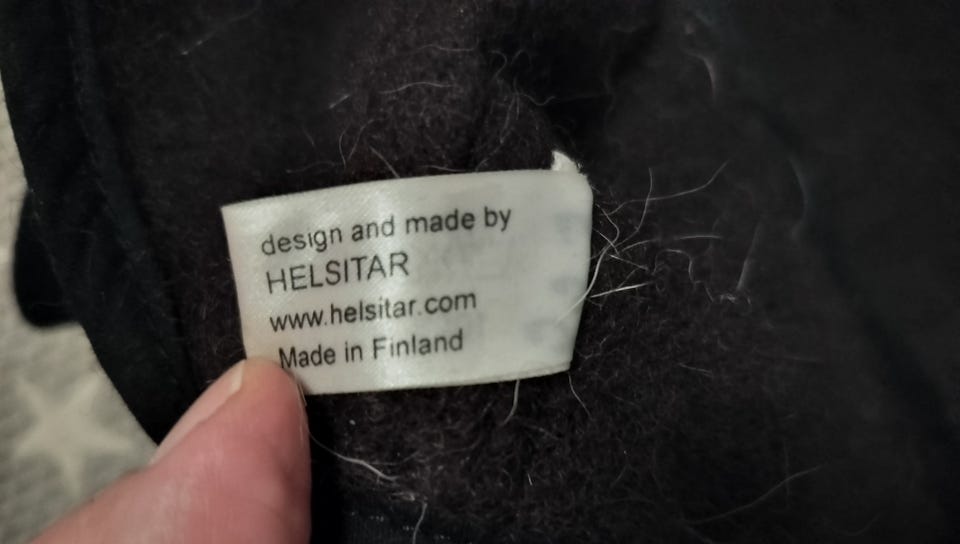 design and made by
HELSITAR
www.helsitar.com
Made in Finland